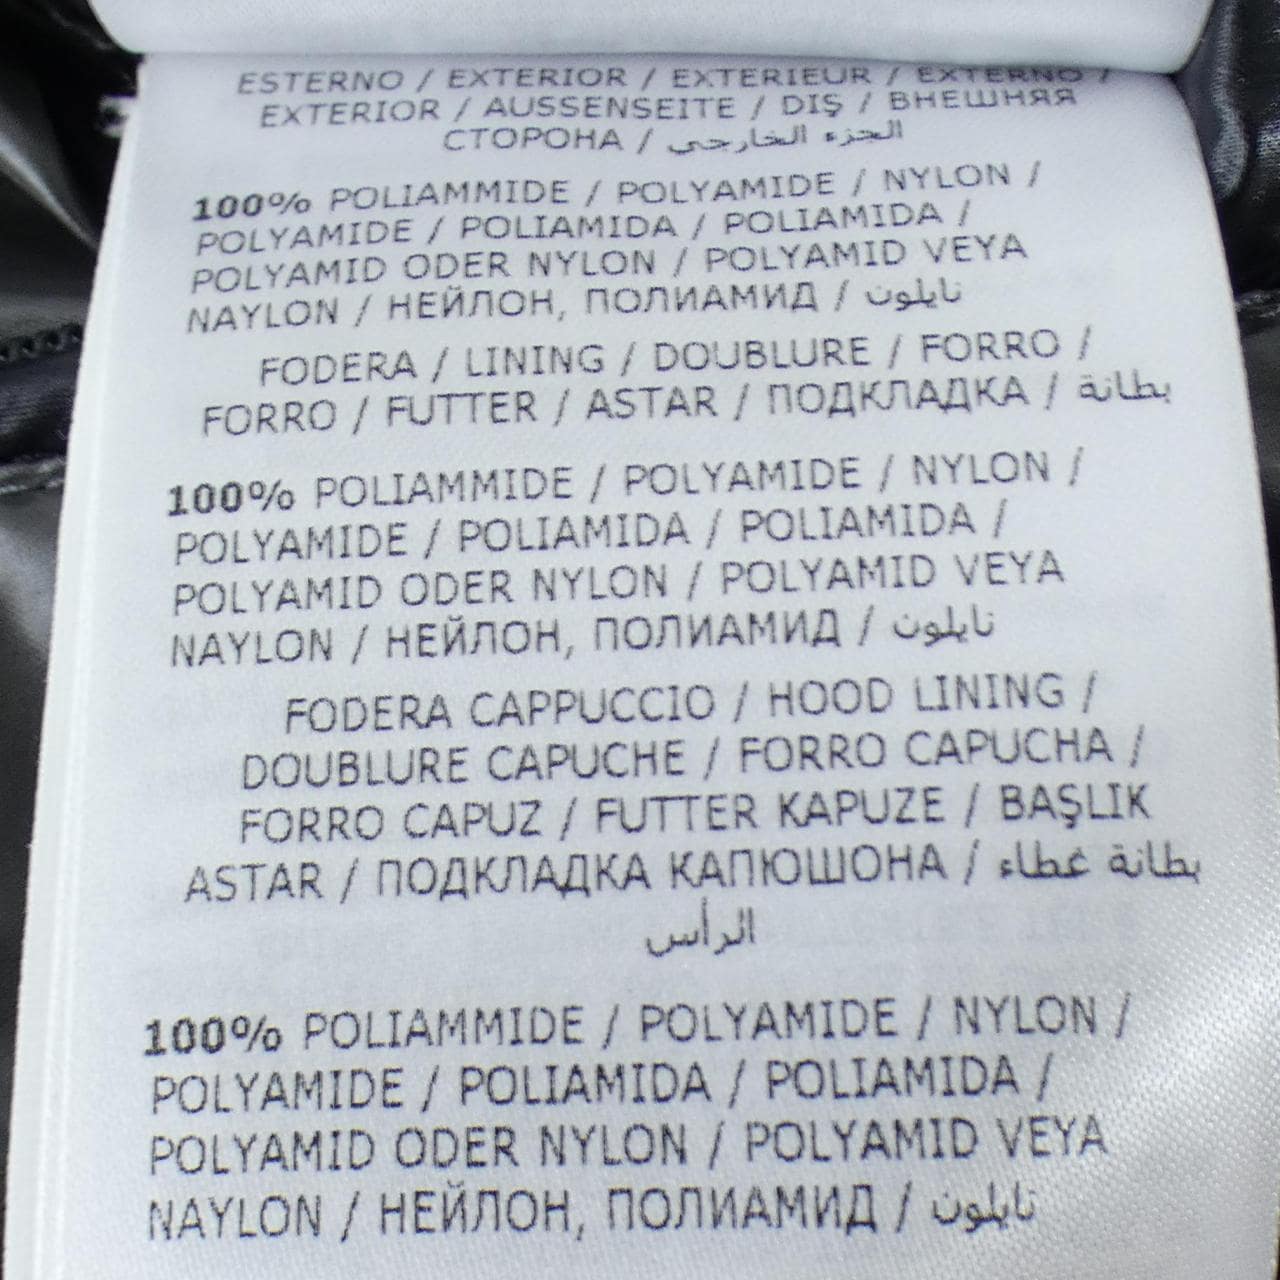 ESTERNO / EXTERIOR / EXTERIEUR / EXTERNO /
EXTERIOR / AUSSENSEITE / DIŞ / ВНЕШНЯЯ
СТОРОНА / الجزء الخارجي
100% POLIAMMIDE / POLYAMIDE / NYLON /
POLYAMIDE / POLIAMIDA / POLIAMIDA /
POLYAMID ODER NYLON / POLYAMID VEYA
NAYLON / НЕЙЛОН, ПОЛИАМИД / نايلون
FODERA / LINING / DOUBLURE / FORRO /
FORRO / FUTTER / ASTAR / ПОДКЛАДКА / بطانة
100% POLIAMMIDE / POLYAMIDE / NYLON /
POLYAMIDE / POLIAMIDA / POLIAMIDA /
POLYAMID ODER NYLON / POLYAMID VEYA
NAYLON / НЕЙЛОН, ПОЛИАМИД / نايلون
FODERA CAPPUCCIO / HOOD LINING /
DOUBLURE CAPUCHE / FORRO CAPUCHA /
FORRO CAPUZ / FUTTER KAPUZE / BAŞLIK
ASTAR / ПОДКЛАДКА КАПЮШОНА / بطانة غطاء
الرأس
100% POLIAMMIDE / POLYAMIDE / NYLON /
POLYAMIDE / POLIAMIDA / POLIAMIDA /
POLYAMID ODER NYLON / POLYAMID VEYA
NAYLON / НЕЙЛОН, ПОЛИАМИД / نايلون